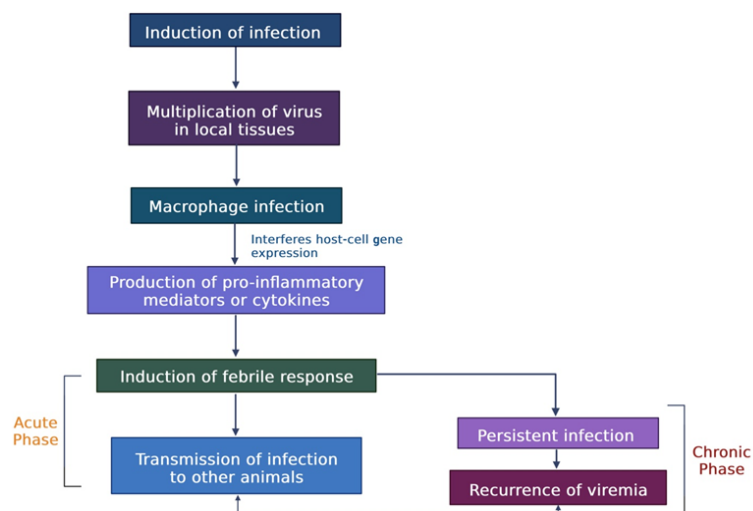 Induction of infection
Multiplication of virus
in local tissues
Macrophage infection
Interferes host-cell gene
expression
Production of pro-inflammatory
mediators or cytokines
Induction of febrile response
Acute
Phase
Transmission of infection
to other animals
Persistent infection
Recurrence of viremia
Chronic
Phase